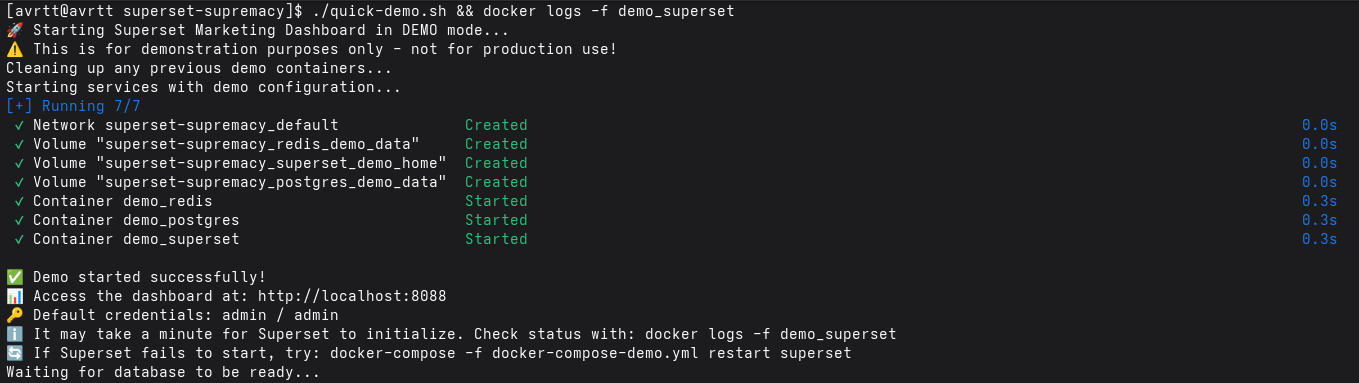 [avrtt@avrtt superset-supremacy]$ ./quick-demo.sh && docker logs -f demo_superset
🚀 Starting Superset Marketing Dashboard in DEMO mode...
⚠️ This is for demonstration purposes only - not for production use!
Cleaning up any previous demo containers...
Starting services with demo configuration...
[+] Running 7/7
✓ Network superset-supremacy_default Created 0.0s
✓ Volume "superset-supremacy_redis_demo_data" Created 0.0s
✓ Volume "superset-supremacy_superset_demo_home" Created 0.0s
✓ Volume "superset-supremacy_postgres_demo_data" Created 0.0s
✓ Container demo_redis Started 0.3s
✓ Container demo_postgres Started 0.3s
✓ Container demo_superset Started 0.3s
✅ Demo started successfully!
📊 Access the dashboard at: http://localhost:8088
🔑 Default credentials: admin / admin
ℹ️ It may take a minute for Superset to initialize. Check status with: docker logs -f demo_superset
🔄 If Superset fails to start, try: docker-compose -f docker-compose-demo.yml restart superset
Waiting for database to be ready...